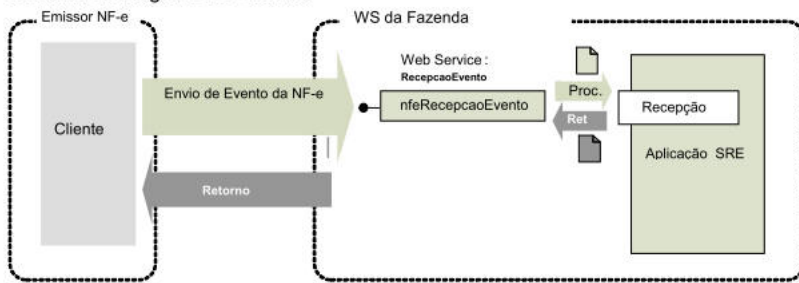 Emissor NF-e
WS da Fazenda
Web Service :
RecepcaoEvento
Envio de Evento da NF-e
nfeRecepcaoEvento
Proc.
Recepção
Ret
Cliente
Aplicação SRE
Retorno